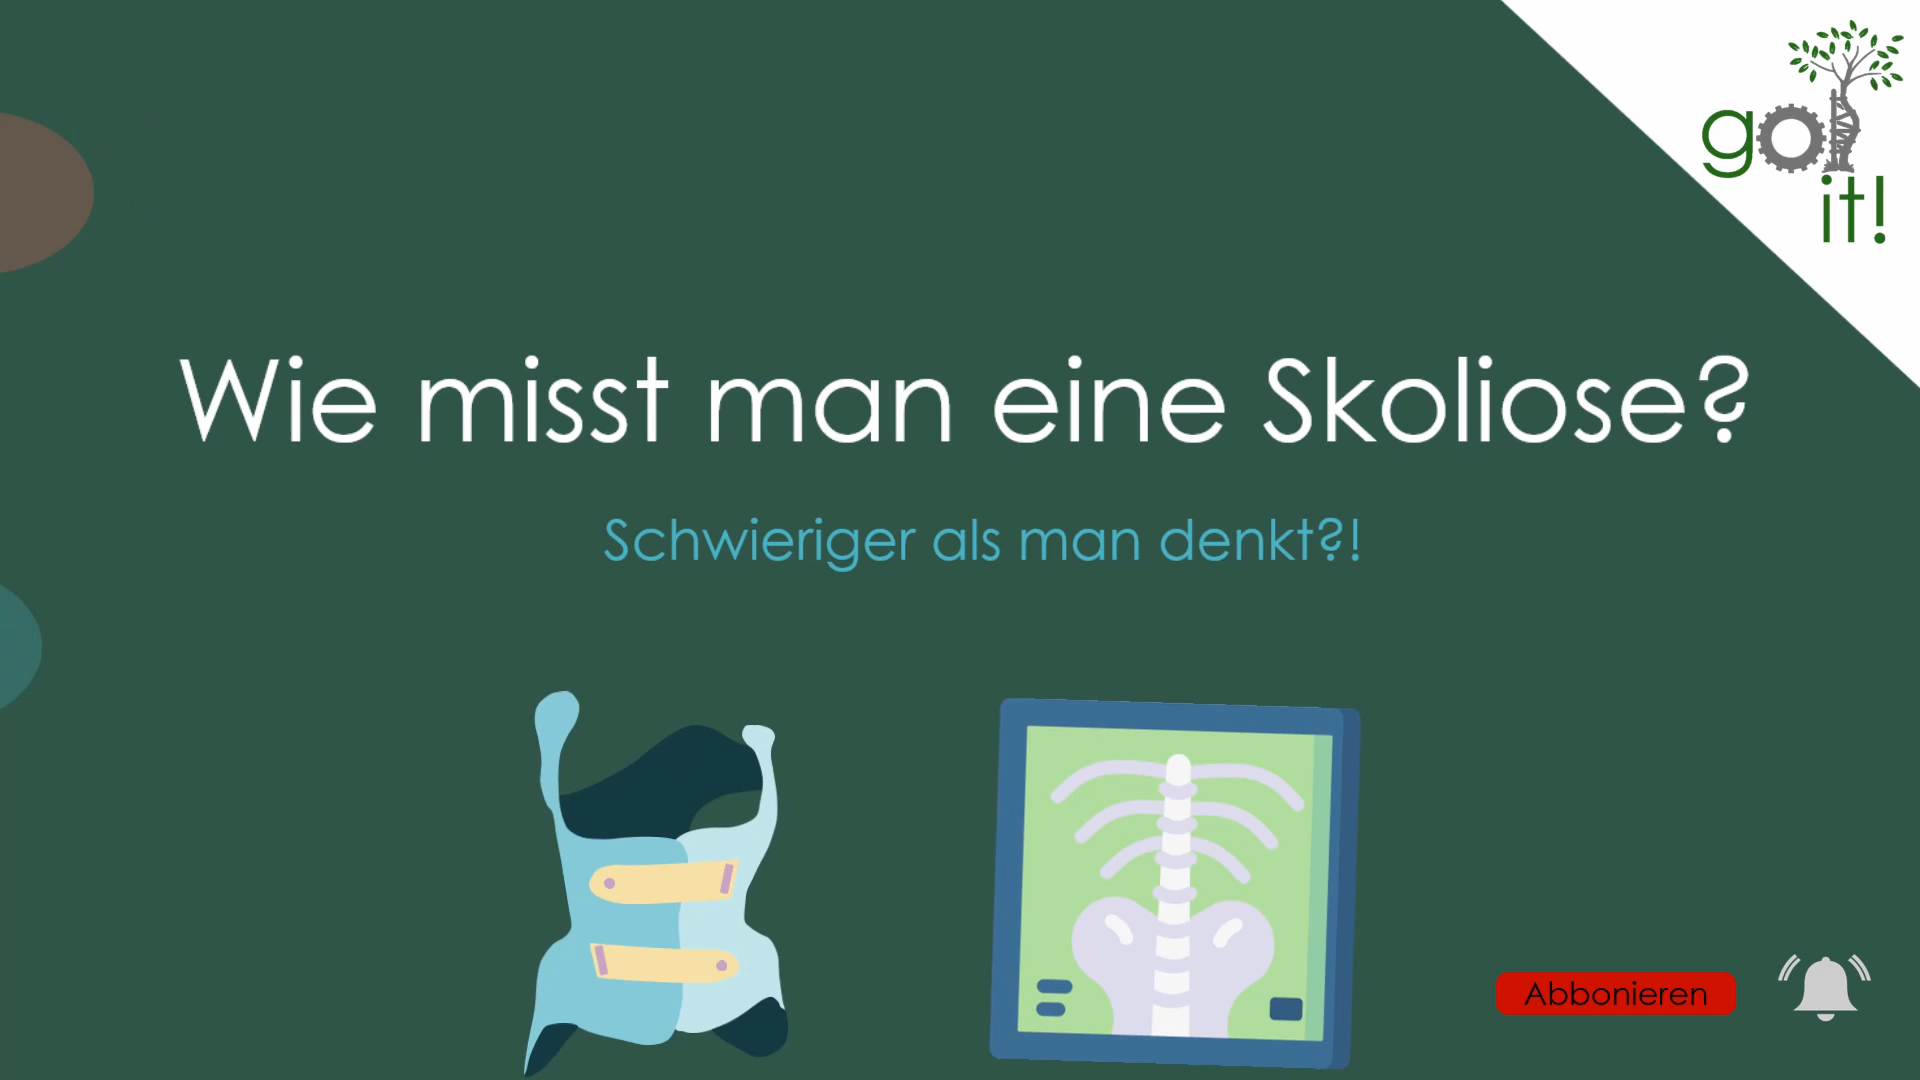 go
it!
Wie misst man eine Skoliose?
Schwieriger als man denkt?!
Abbonieren